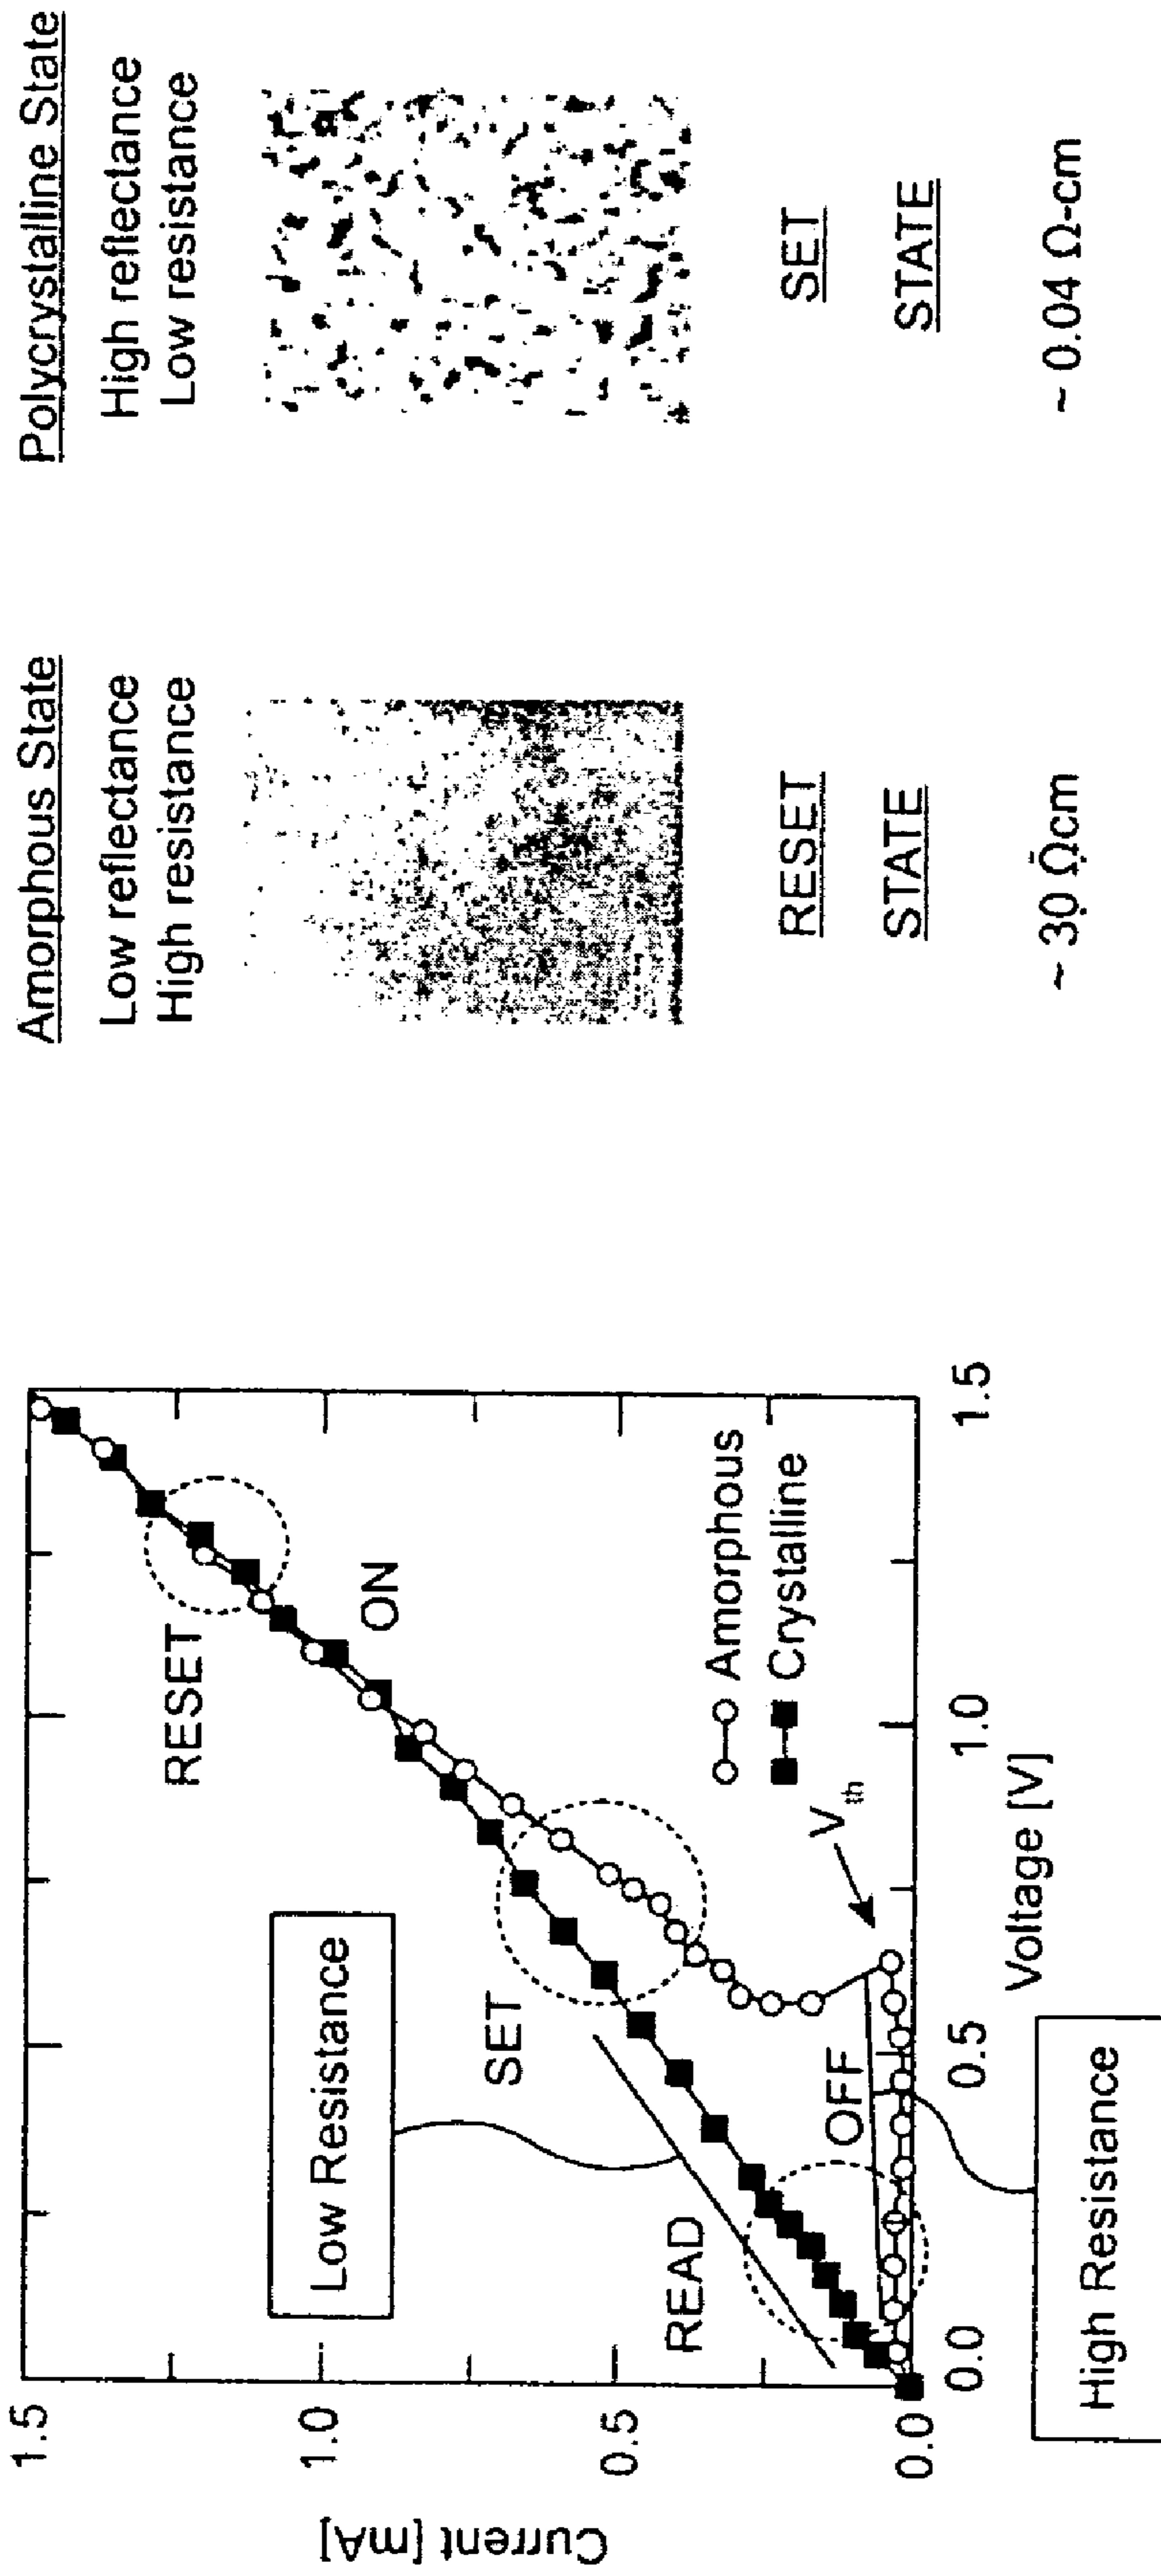 Current [mA]
1.5
1.0
0.5
0.0
0.0
0.5
1.0
1.5
Voltage [V]
Low Resistance
High Resistance
READ
SET
RESET
ON
OFF
Vth
Amorphous
Crystalline
Amorphous State
Low reflectance
High resistance
RESET
STATE
~ 30 Ωcm
Polycrystalline State
High reflectance
Low resistance
SET
STATE
~ 0.04 Ω-cm